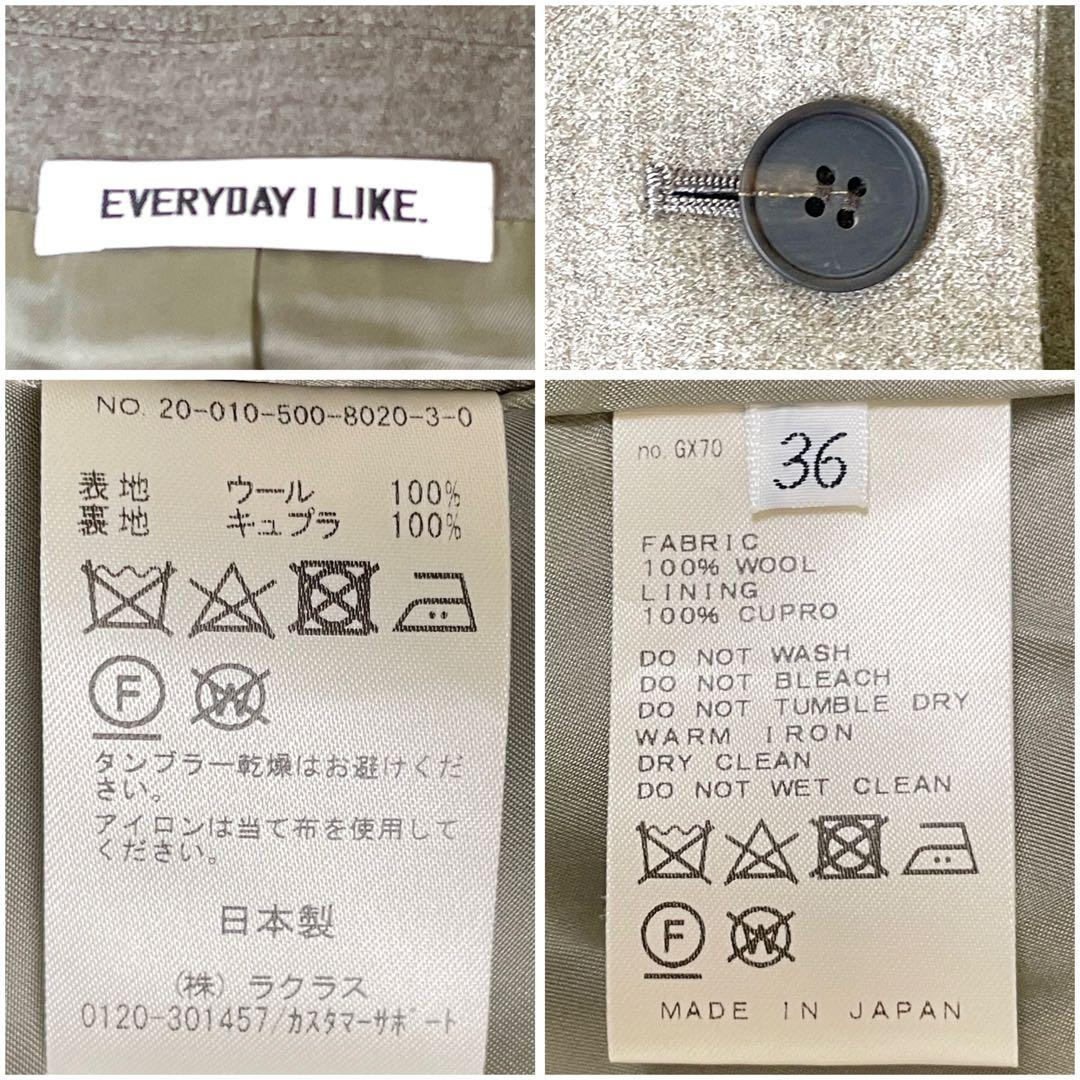 EVERYDAY I LIKE.
NO. 20-010-500-8020-3-0
表地 ウール 100%
裏地 キュプラ 100%
F W
タンブラー乾燥はお避けくだ
さい。
アイロンは当て布を使用して
ください。
日本製
(株) ラクラス
0120-301457/カスタマーサポート
no. GX70
36
FABRIC
100% WOOL
LINING
100% CUPRO
DO NOT WASH
DO NOT BLEACH
DO NOT TUMBLE DRY
WARM IRON
DRY CLEAN
DO NOT WET CLEAN
F W
MADE IN JAPAN